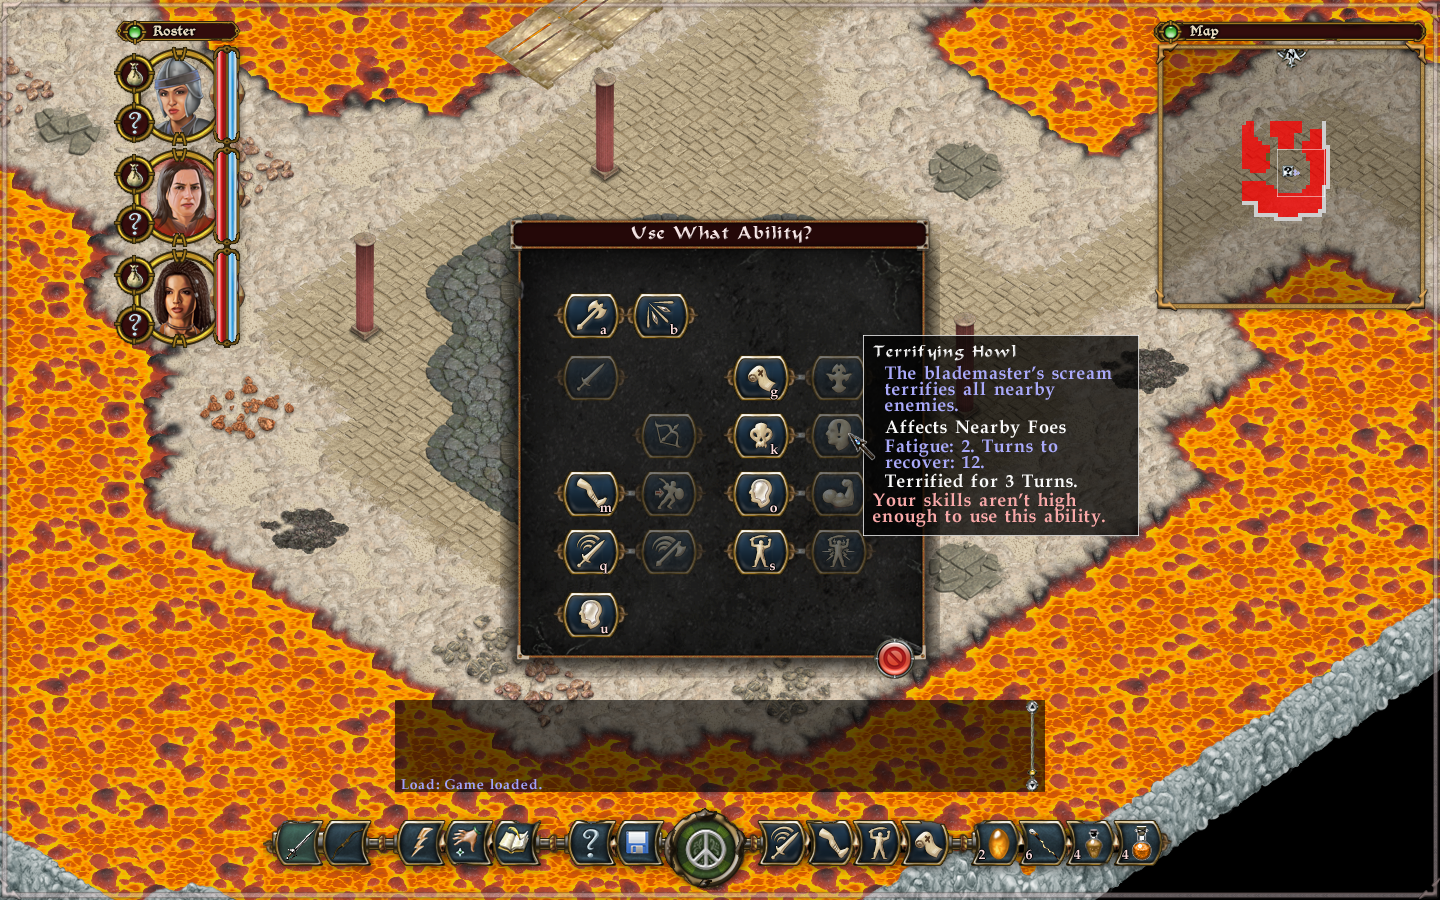 Roster
Map
N
?
?
?
Use What Ability?
a
b
g
k
m
o
q
s
u
Terrifying Howl
The blademaster's scream
terrifies all nearby
enemies.
Affects Nearby Foes
Fatigue: 2. Turns to
recover: 12.
Terrified for 3 Turns.
Your skills aren't high
enough to use this ability.
Load: Game loaded.
?
2
6
4
4